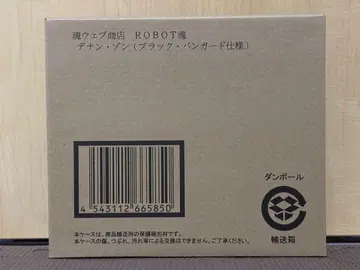 魂ウェブ商店 ROBOT魂
デナン・ゾン(ブラック・バンガード仕様)
4 543112 665850
ダンボール
輸送箱
本ケースは、商品輸送用の保護梱包材です。
本ケースの傷、つぶれ、汚れ等による交換はできません。ご了承ください。